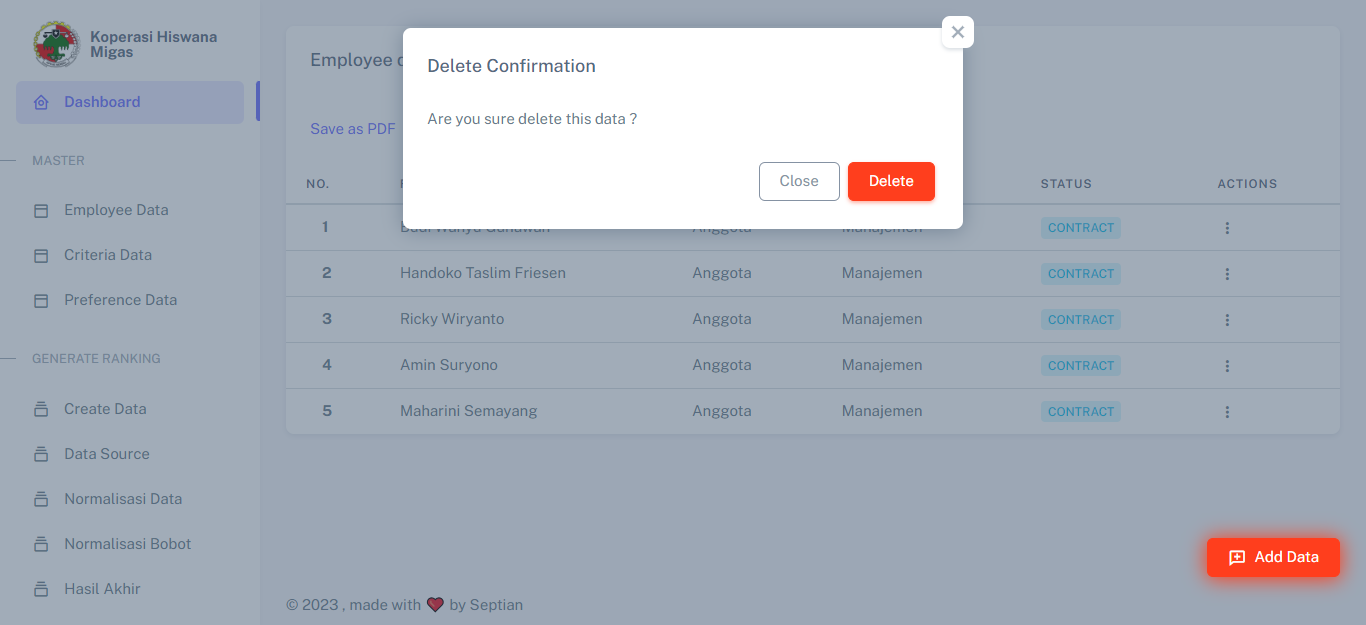 Koperasi Hiswana
Migas
Dashboard
MASTER
Employee Data
Criteria Data
Preference Data
GENERATE RANKING
Create Data
Data Source
Normalisasi Data
Normalisasi Bobot
Hasil Akhir
Employee
Save as PDF
Delete Confirmation
Are you sure delete this data ?
Close Delete
NO. STATUS ACTIONS
1 Anggota Manajemen CONTRACT
2 Handoko Taslim Friesen Anggota Manajemen CONTRACT
3 Ricky Wiryanto Anggota Manajemen CONTRACT
4 Amin Suryono Anggota Manajemen CONTRACT
5 Maharini Semayang Anggota Manajemen CONTRACT
Add Data
© 2023 , made with ❤️ by Septian